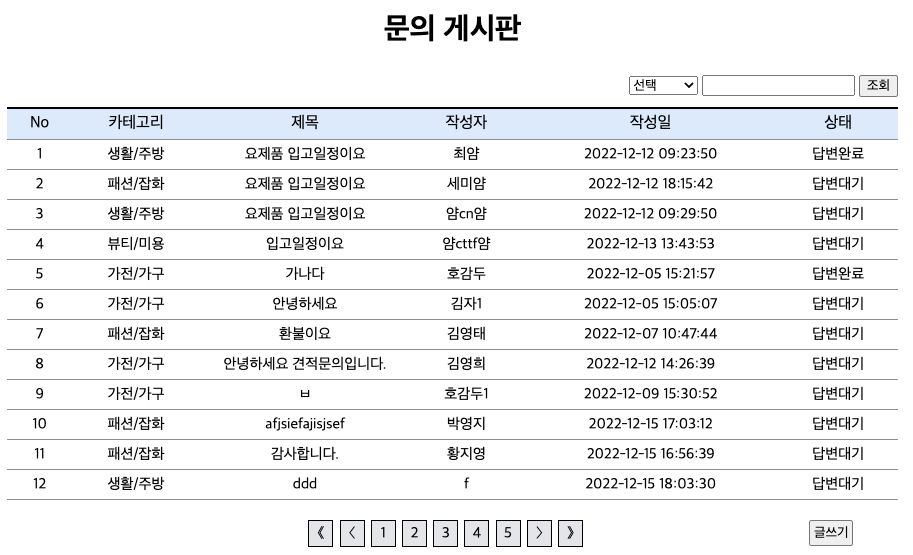 문의 게시판
선택 조회
No 카테고리 제목 작성자 작성일 상태
1 생활/주방 요제품 입고일정이요 최얌 2022-12-12 09:23:50 답변완료
2 패션/잡화 요제품 입고일정이요 세미얌 2022-12-12 18:15:42 답변대기
3 생활/주방 요제품 입고일정이요 얌cn얌 2022-12-12 09:29:50 답변대기
4 뷰티/미용 입고일정이요 얌cttf얌 2022-12-13 13:43:53 답변대기
5 가전/가구 가나다 호감두 2022-12-05 15:21:57 답변완료
6 가전/가구 안녕하세요 김자1 2022-12-05 15:05:07 답변대기
7 패션/잡화 환불이요 김영태 2022-12-07 10:47:44 답변대기
8 가전/가구 안녕하세요 견적문의입니다. 김영희 2022-12-12 14:26:39 답변대기
9 가전/가구 ㅂ 호감두1 2022-12-09 15:30:52 답변대기
10 패션/잡화 afjsiefajisjsef 박영지 2022-12-15 17:03:12 답변대기
11 패션/잡화 감사합니다. 황지영 2022-12-15 16:56:39 답변대기
12 생활/주방 ddd f 2022-12-15 18:03:30 답변대기
《 〈 1 2 3 4 5 〉 》 글쓰기